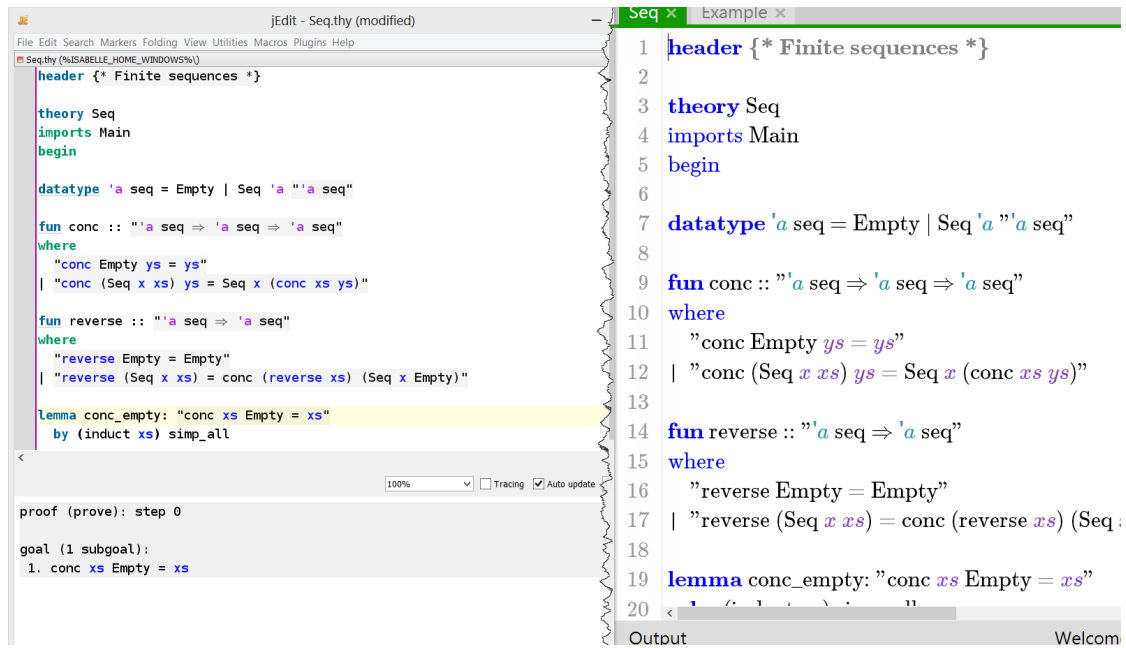 jEdit - Seq.thy (modified)
File Edit Search Markers Folding View Utilities Macros Plugins Help
Seq.thy (%ISABELLE_HOME_WINDOWS%\)
header {* Finite sequences *}
theory Seq
imports Main
begin
datatype 'a seq = Empty | Seq 'a "'a seq"
fun conc :: "'a seq ⇒ 'a seq ⇒ 'a seq"
where
"conc Empty ys = ys"
| "conc (Seq x xs) ys = Seq x (conc xs ys)"
fun reverse :: "'a seq ⇒ 'a seq"
where
"reverse Empty = Empty"
| "reverse (Seq x xs) = conc (reverse xs) (Seq x Empty)"
lemma conc_empty: "conc xs Empty = xs"
by (induct xs) simp_all
100% Tracing Auto update
proof (prove): step 0
goal (1 subgoal):
1. conc xs Empty = xs
Seq × Example ×
1 header {* Finite sequences *}
2
3 theory Seq
4 imports Main
5 begin
6
7 datatype 'a seq = Empty | Seq 'a ”'a seq”
8
9 fun conc :: ”'a seq ⇒ 'a seq ⇒ 'a seq”
10 where
11 ”conc Empty ys = ys”
12 | ”conc (Seq x xs) ys = Seq x (conc xs ys)”
13
14 fun reverse :: ”'a seq ⇒ 'a seq”
15 where
16 ”reverse Empty = Empty”
17 | ”reverse (Seq x xs) = conc (reverse xs) (Seq
18
19 lemma conc_empty: ”conc xs Empty = xs”
20
Output Welcome